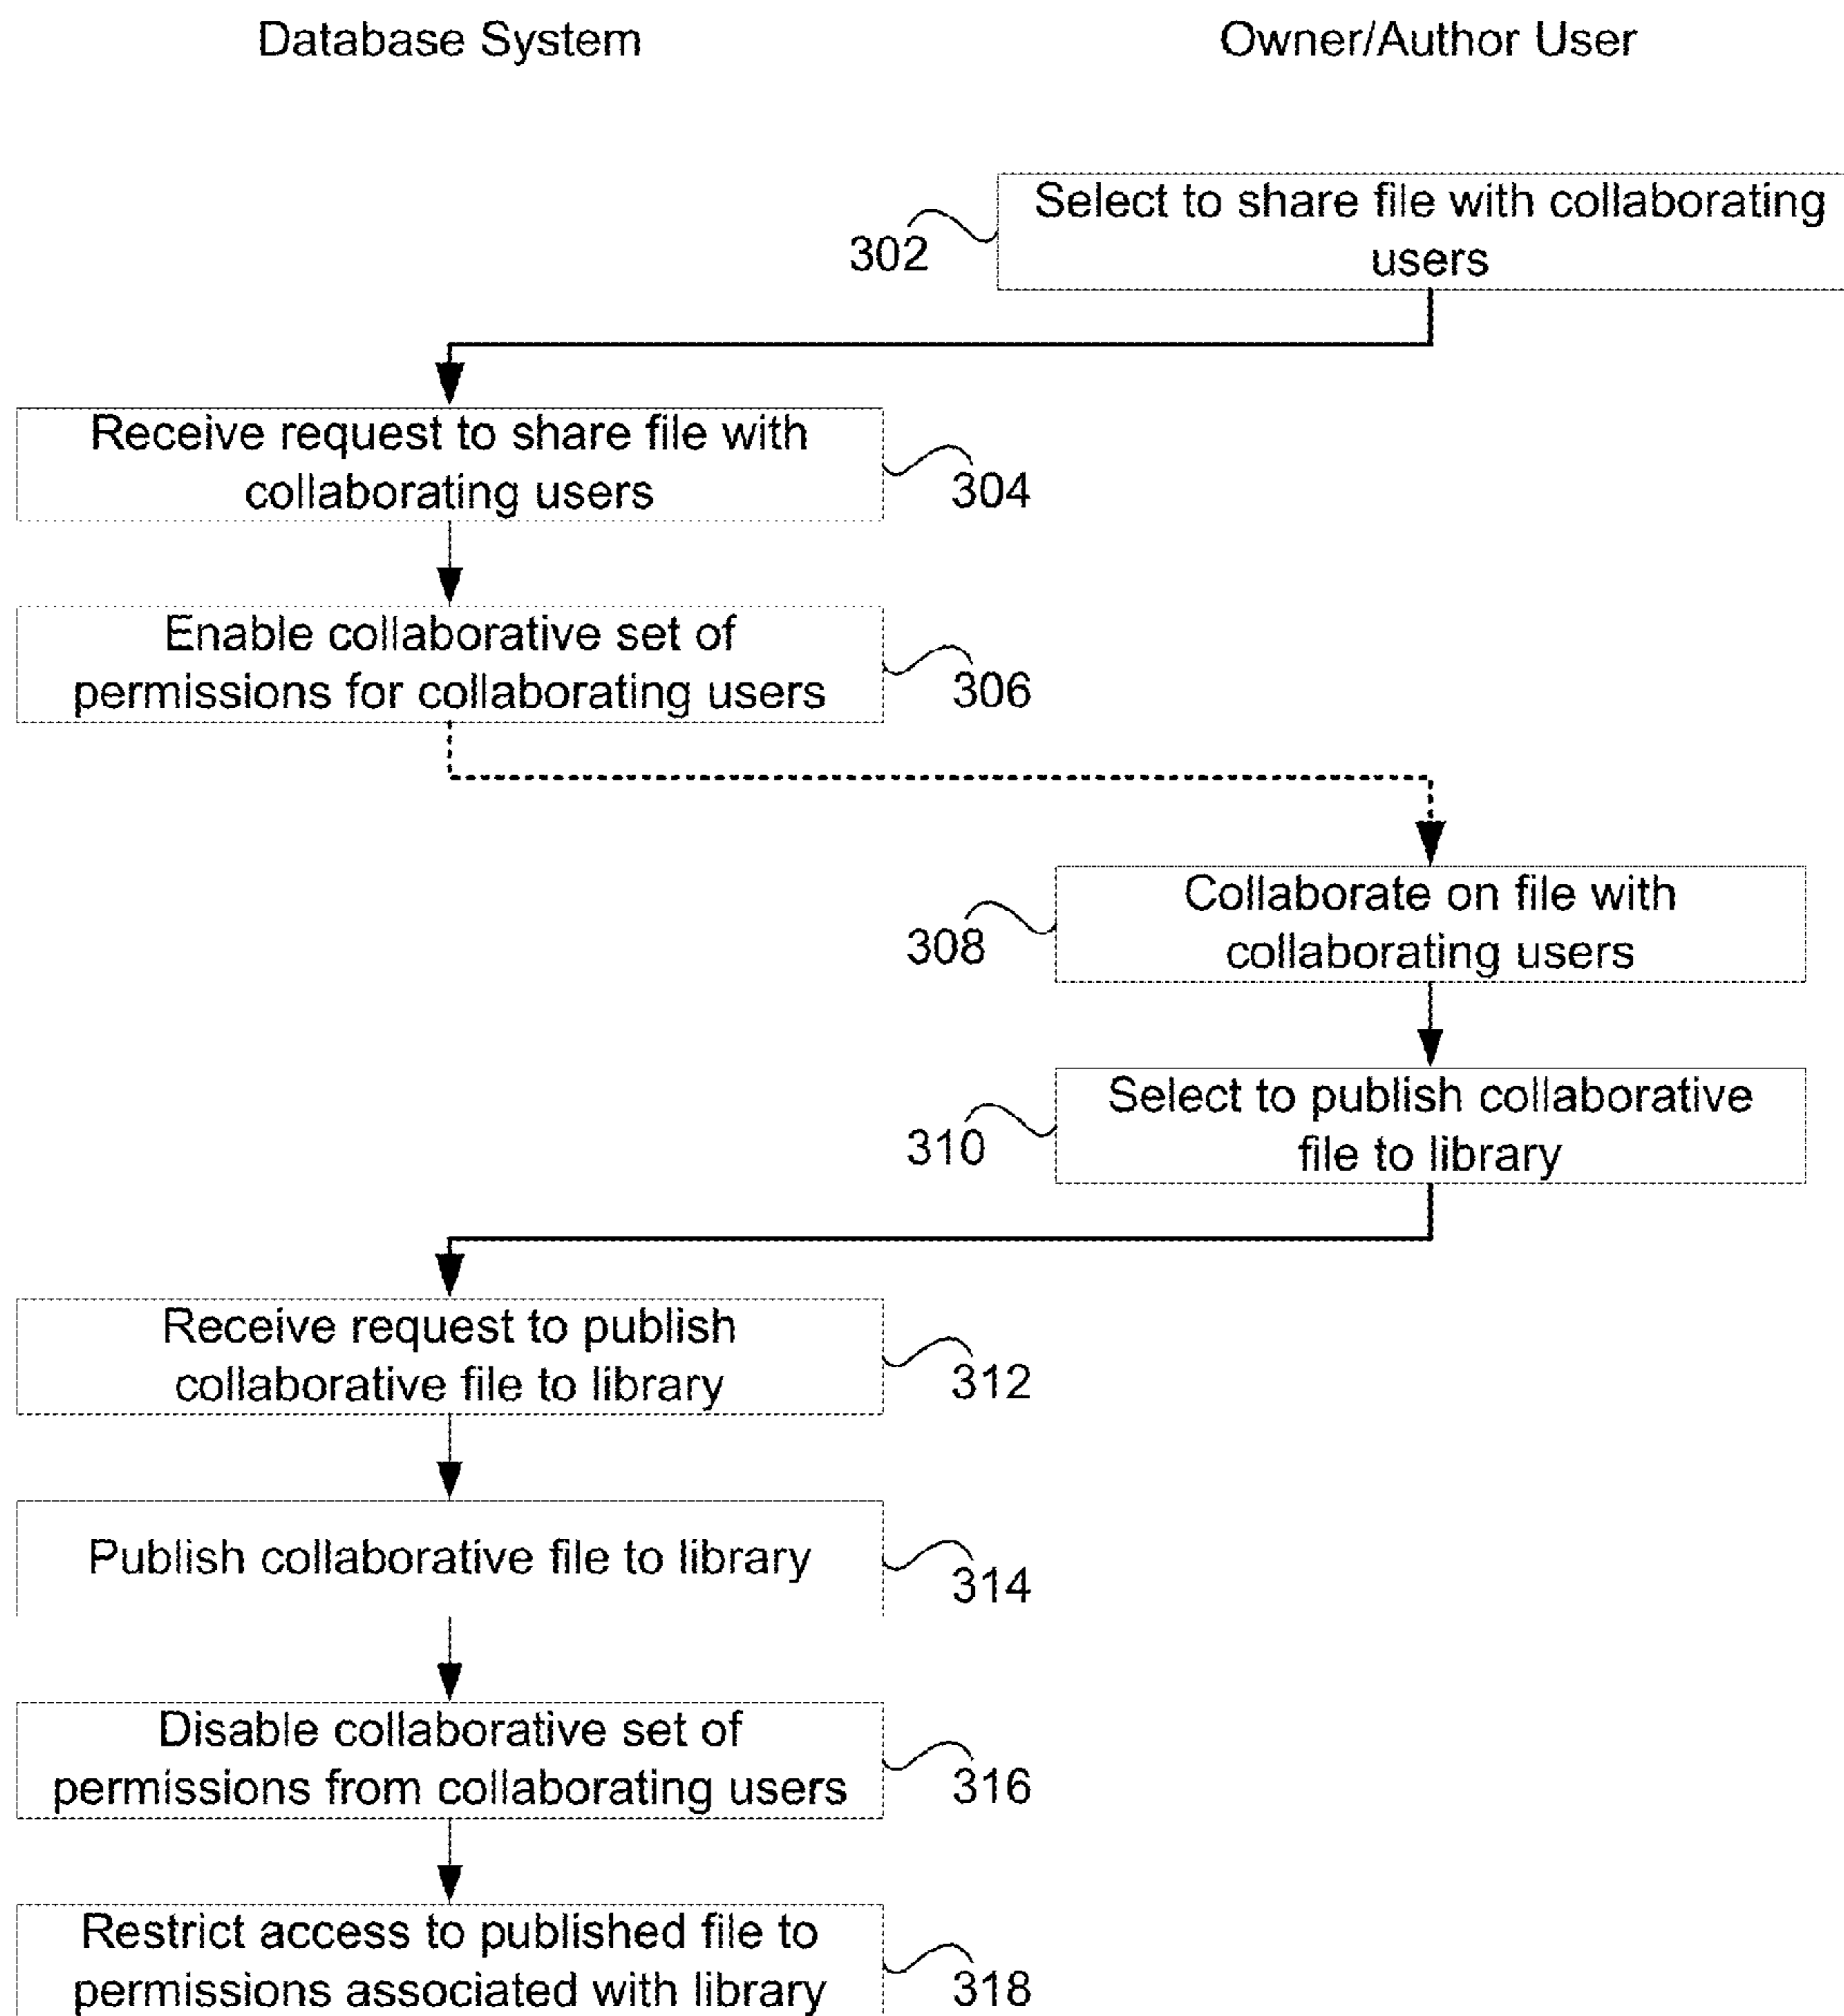 Database System
Owner/Author User
Select to share file with collaborating
users
302
Receive request to share file with
collaborating users
304
Enable collaborative set of
permissions for collaborating users
306
Collaborate on file with
collaborating users
308
Select to publish collaborative
file to library
310
Receive request to publish
collaborative file to library
312
Publish collaborative file to library
314
Disable collaborative set of
permissions from collaborating users
316
Restrict access to published file to
permissions associated with library
318